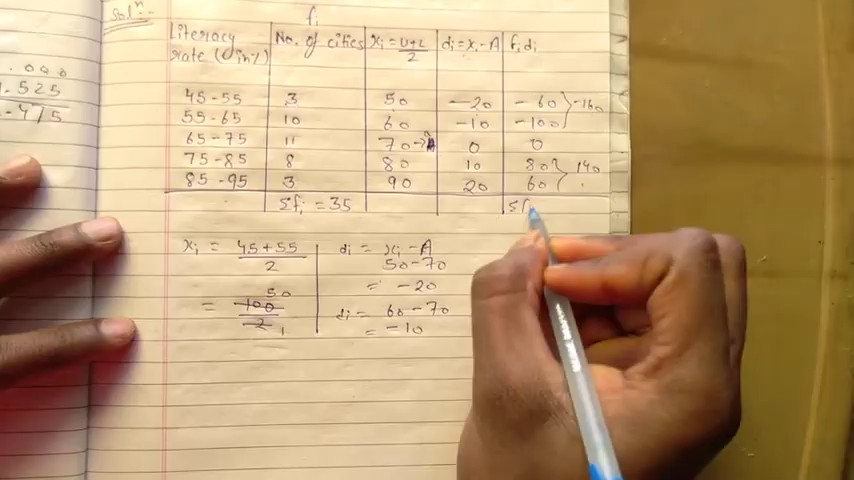 Solⁿ:-
fi
Literacy rate (in %) | No. of cities | xi = U+L/2 | di = xi-A | fidi
45-55 | 3 | 50 | -20 | -60
55-65 | 10 | 60 | -10 | -100 } -160
65-75 | 11 | 70→A | 0 | 0
75-85 | 8 | 80 | 10 | 80
85-95 | 3 | 90 | 20 | 60 } 140
Σfi = 35 | Σf
xi = 45+55/2
= 100/2
50
1
di = xi-A
50-70
= -20
di = 60-70
= -10
.000
.525
.475